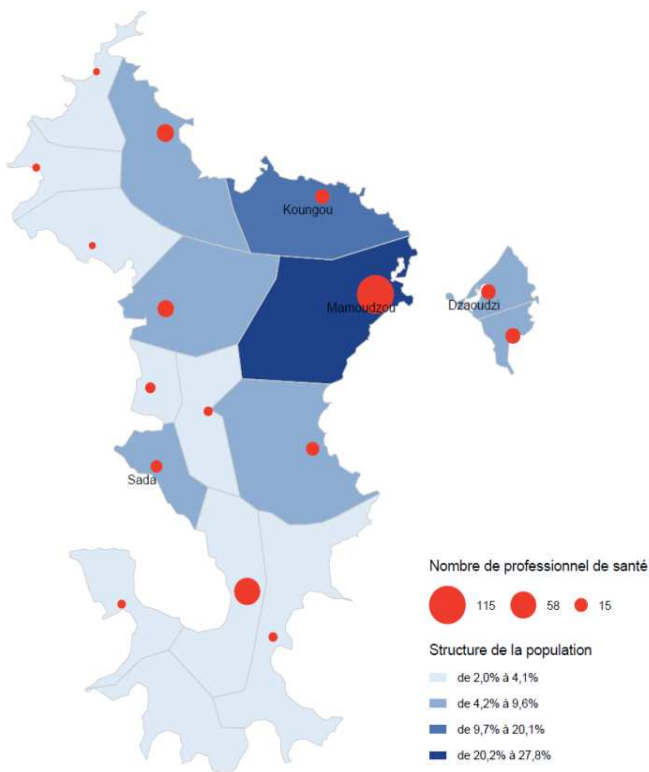 Koungou
Mamoudzou
Dzaoudzi
Sada
Nombre de professionnel de santé
115 58 15
Structure de la population
de 2,0% à 4,1%
de 4,2% à 9,6%
de 9,7% à 20,1%
de 20,2% à 27,8%